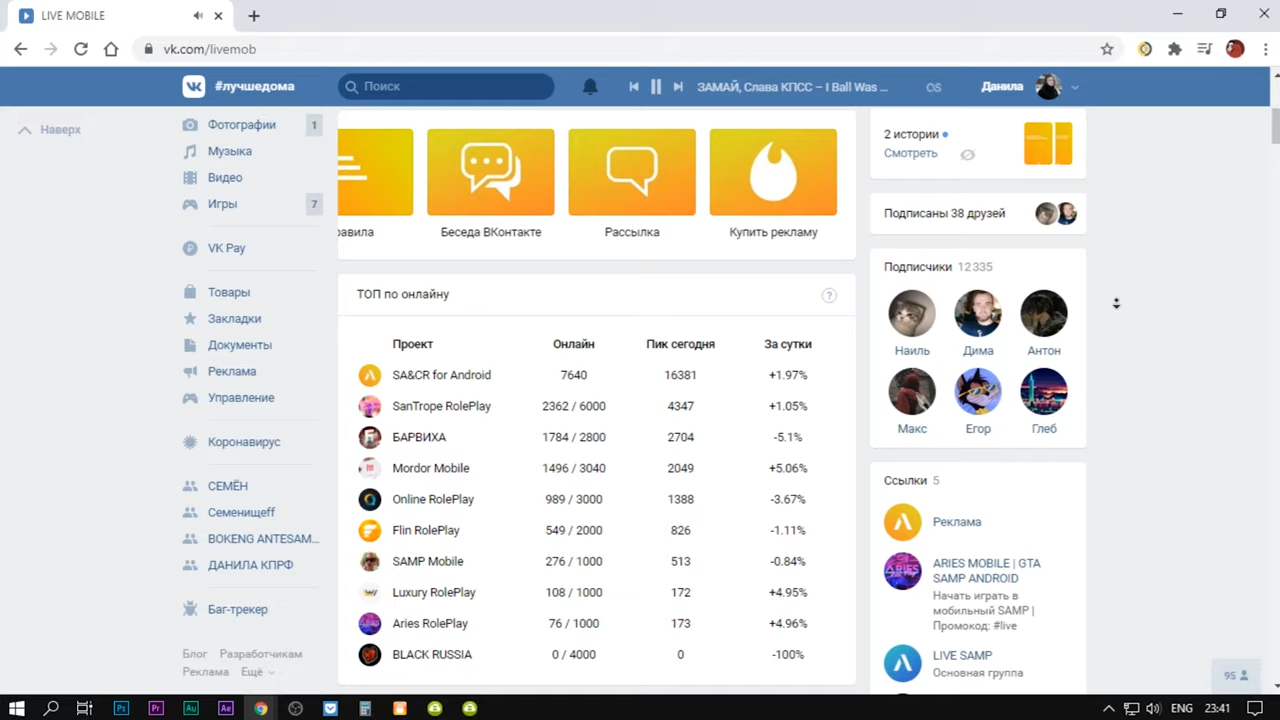 LIVE MOBILE
vk.com/livemob
#лучшедома
Поиск
ЗАМАЙ, Слава КПСС – I Ball Was ...
Данила
Наверх
Фотографии 1
Музыка
Видео
Игры 7
VK Pay
Товары
Закладки
Документы
Реклама
Управление
Коронавирус
СЕМЁН
Семенищеff
BOKENG ANTESAM...
ДАНИЛА КПРФ
Баг-трекер
Блог Разработчикам
Реклама Ещё
равила
Беседа ВКонтакте
Рассылка
Купить рекламу
ТОП по онлайну
?
Проект Онлайн Пик сегодня За сутки
SA&CR for Android 7640 16381 +1.97%
SanTrope RolePlay 2362 / 6000 4347 +1.05%
БАРВИХА 1784 / 2800 2704 -5.1%
Mordor Mobile 1496 / 3040 2049 +5.06%
Online RolePlay 989 / 3000 1388 -3.67%
Flin RolePlay 549 / 2000 826 -1.11%
SAMP Mobile 276 / 1000 513 -0.84%
Luxury RolePlay 108 / 1000 172 +4.95%
Aries RolePlay 76 / 1000 173 +4.96%
BLACK RUSSIA 0 / 4000 0 -100%
2 истории
Смотреть
Подписаны 38 друзей
Подписчики 12 335
Наиль Дима Антон
Макс Егор Глеб
Ссылки 5
Реклама
ARIES
ARIES MOBILE | GTA
SAMP ANDROID
Начать играть в
мобильный SAMP |
Промокод: #live
LIVE SAMP
Основная группа
95
Ps Pr Au Ae
ENG 23:41